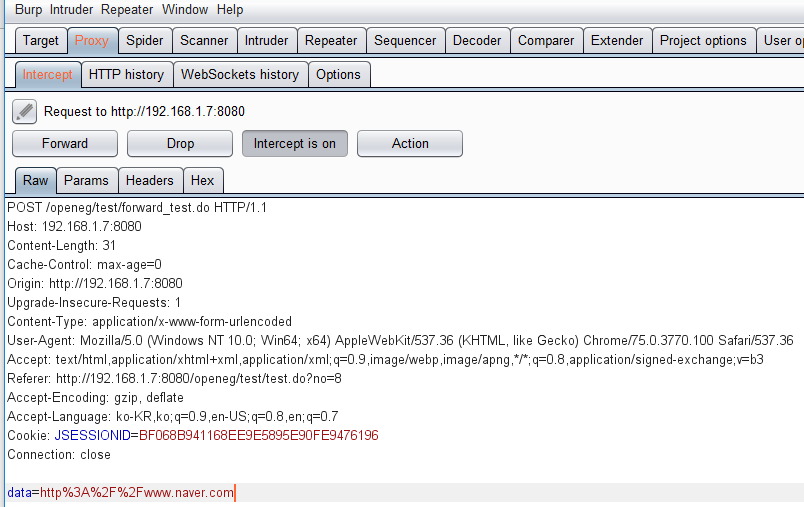 Burp Intruder Repeater Window Help
Target Proxy Spider Scanner Intruder Repeater Sequencer Decoder Comparer Extender Project options User op
Intercept HTTP history WebSockets history Options
Request to http://192.168.1.7:8080
Forward Drop Intercept is on Action
Raw Params Headers Hex
POST /openeg/test/forward_test.do HTTP/1.1
Host: 192.168.1.7:8080
Content-Length: 31
Cache-Control: max-age=0
Origin: http://192.168.1.7:8080
Upgrade-Insecure-Requests: 1
Content-Type: application/x-www-form-urlencoded
User-Agent: Mozilla/5.0 (Windows NT 10.0; Win64; x64) AppleWebKit/537.36 (KHTML, like Gecko) Chrome/75.0.3770.100 Safari/537.36
Accept: text/html,application/xhtml+xml,application/xml;q=0.9,image/webp,image/apng,*/*;q=0.8,application/signed-exchange;v=b3
Referer: http://192.168.1.7:8080/openeg/test/test.do?no=8
Accept-Encoding: gzip, deflate
Accept-Language: ko-KR,ko;q=0.9,en-US;q=0.8,en;q=0.7
Cookie: JSESSIONID=BF068B941168EE9E5895E90FE9476196
Connection: close
data=http%3A%2F%2Fwww.naver.com